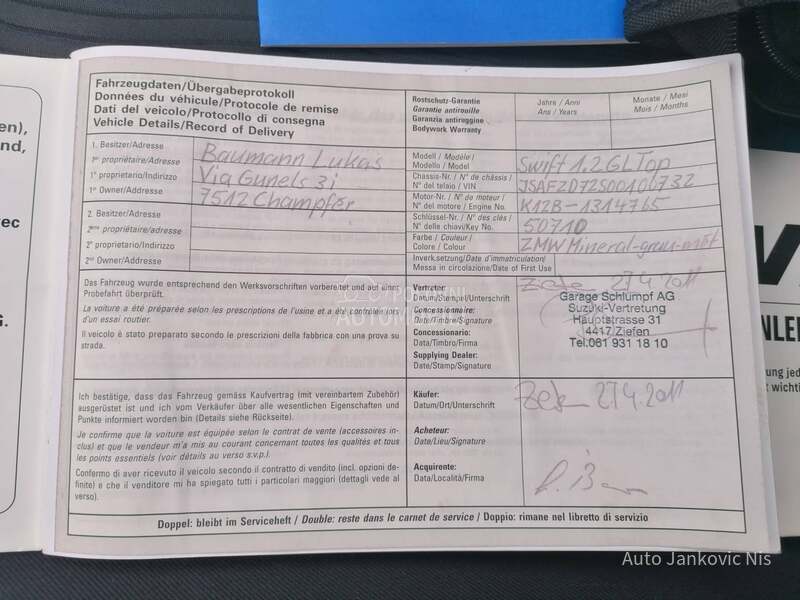 Fahrzeugdaten/Übergabeprotokoll
Données du véhicule/Protocole de remise
Dati del veicolo/Protocollo di consegna
Vehicle Details/Record of Delivery
Rostschutz-Garantie
Garantie antirouille
Garanzia antiruggine
Bodywork Warranty
Jahre / Anni
Ans / Years
Monate / Mesi
Mois / Months
1. Besitzer/Adresse
1er propriétaire/Adresse
1° proprietario/Indirizzo
1st Owner/Address
Baumann Lukas
Via Gunels 3i
7512 Champfèr
Modell / Modèle /
Modello / Model
Swift 1.2 GL Top
Chassis-Nr. / N° de châssis /
N° del telaio / VIN
JSAFZD72S00100732
Motor-Nr. / N° de moteur /
N° del motore / Engine No.
K12B-1314765
Schlüssel-Nr. / N° des clés /
N° delle chiavi/Key No.
50710
Farbe / Couleur /
Colore / Colour
ZMW Mineral-grau-mét
2. Besitzer/Adresse
2ème propriétaire/adresse
2° proprietario/Indirizzo
2nd Owner/Address
Inverksetzung/Date d'immatriculation/
Messa in circolazione/Date of First Use
Das Fahrzeug wurde entsprechend den Werksvorschriften vorbereitet und auf einer
Probefahrt überprüft.
La voiture a été préparée selon les prescriptions de l'usine et a été contrôlée lors
d'un essai routier.
Il veicolo è stato preparato secondo le prescrizioni della fabbrica con una prova su
strada.
Vertreter:
Datum/Stempel/Unterschrift
Concessionnaire:
Date/Timbre/Signature
Concessionario:
Data/Timbro/Firma
Supplying Dealer:
Date/Stamp/Signature
27.4.2011
Garage Schlumpf AG
Suzuki-Vertretung
Hauptstrasse 31
4417 Ziefen
Tel.061 931 18 10
Ich bestätige, dass das Fahrzeug gemäss Kaufvertrag (mit vereinbartem Zubehör)
ausgerüstet ist und ich vom Verkäufer über alle wesentlichen Eigenschaften und
Punkte informiert worden bin (Details siehe Rückseite).
Je confirme que la voiture est équipée selon le contrat de vente (accessoires in-
clus) et que le vendeur m'a mis au courant concernant toutes les qualités et tous
les points essentiels (voir détails au verso s.v.p.).
Confermo di aver ricevuto il veicolo secondo il contratto di vendito (incl. opzioni de-
finite) e che il venditore mi ha spiegato tutti i particolari maggiori (dettagli vede al
verso).
Käufer:
Datum/Ort/Unterschrift
Acheteur:
Date/Lieu/Signature
Acquirente:
Data/Località/Firma
27.4.2011
Doppel: bleibt im Serviceheft / Double: reste dans le carnet de service / Doppio: rimane nel libretto di servizio
POLOVNI
AUTOMOBILI
Auto Jankovic Nis